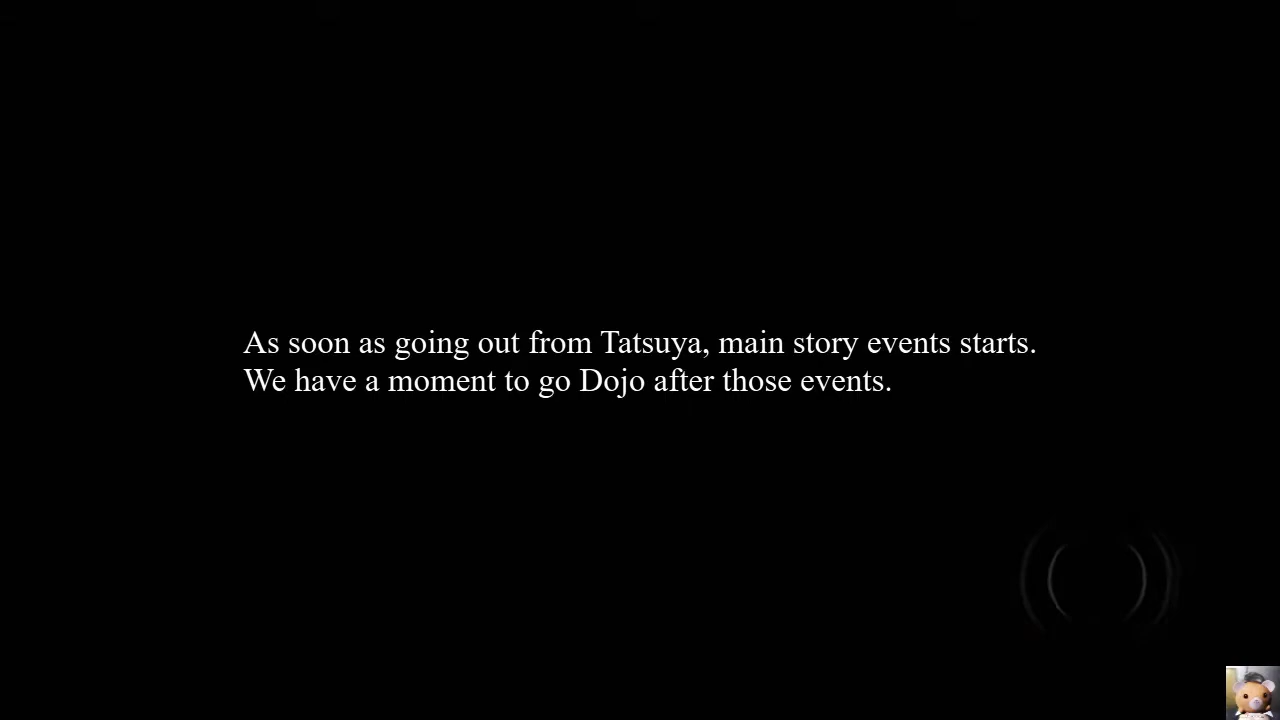 As soon as going out from Tatsuya, main story events starts.
We have a moment to go Dojo after those events.